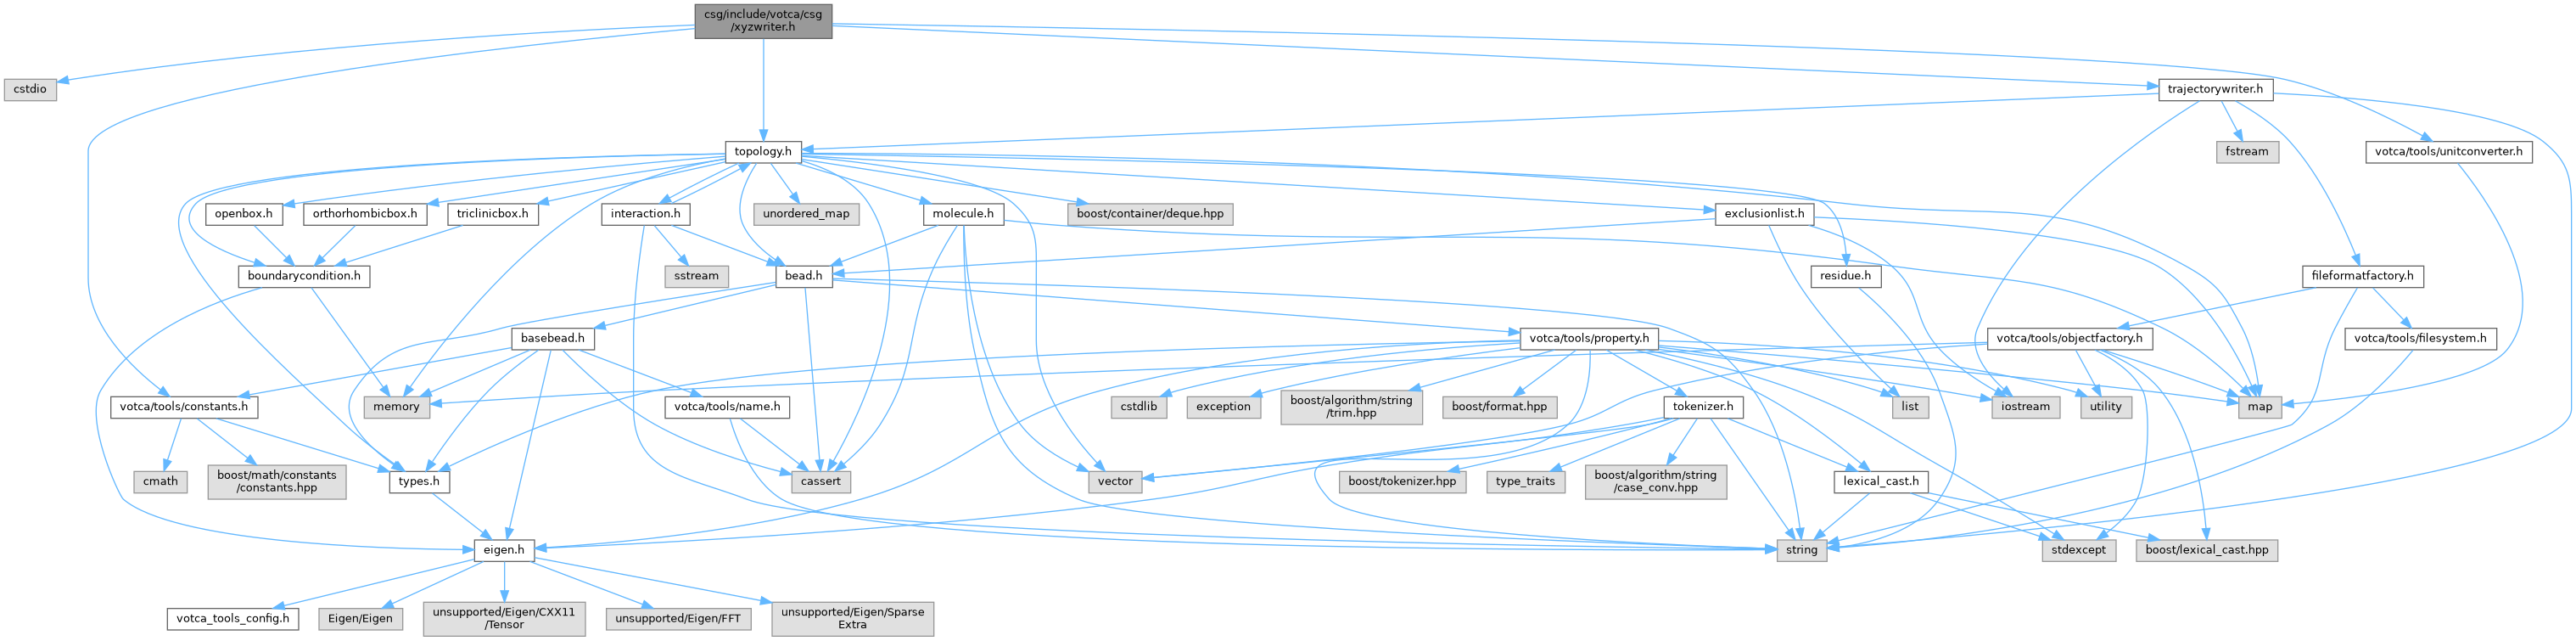 csg/include/votca/csg
/xyzwriter.h
cstdio
trajectorywriter.h
topology.h
fstream
votca/tools/unitconverter.h
openbox.h
orthorhombicbox.h
triclinicbox.h
interaction.h
unordered_map
molecule.h
boost/container/deque.hpp
exclusionlist.h
boundarycondition.h
sstream
bead.h
residue.h
fileformatfactory.h
basebead.h
votca/tools/property.h
votca/tools/objectfactory.h
votca/tools/filesystem.h
votca/tools/constants.h
memory
votca/tools/name.h
cstdlib
exception
boost/algorithm/string
/trim.hpp
boost/format.hpp
tokenizer.h
list
iostream
utility
map
cmath
boost/math/constants
/constants.hpp
types.h
cassert
vector
boost/tokenizer.hpp
type_traits
boost/algorithm/string
/case_conv.hpp
lexical_cast.h
eigen.h
string
stdexcept
boost/lexical_cast.hpp
votca_tools_config.h
Eigen/Eigen
unsupported/Eigen/CXX11
/Tensor
unsupported/Eigen/FFT
unsupported/Eigen/Sparse
Extra